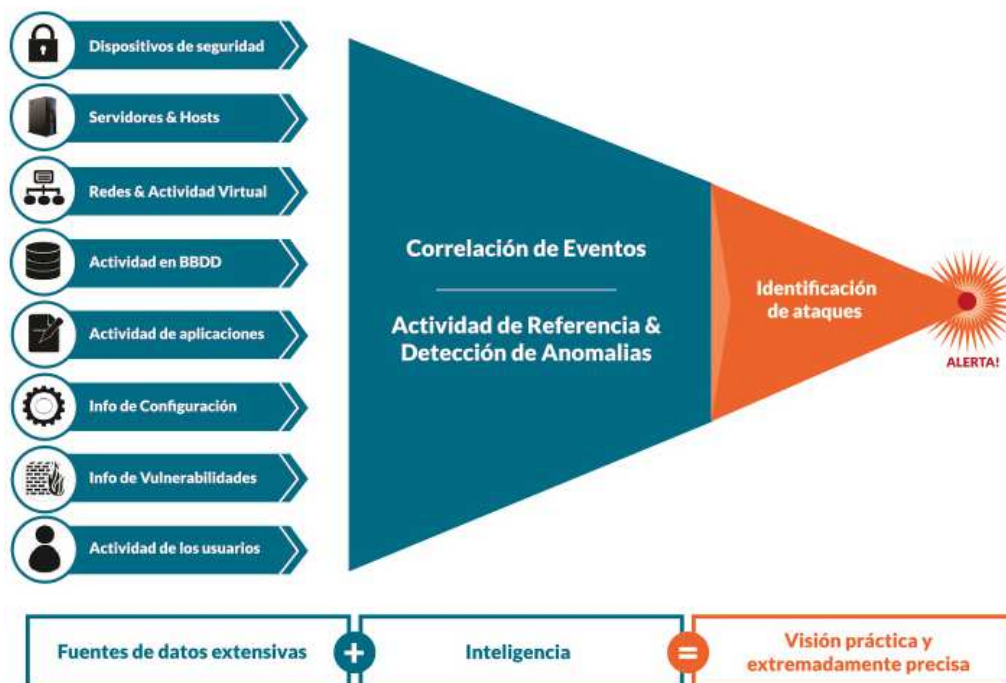 Dispositivos de seguridad
Servidores & Hosts
Redes & Actividad Virtual
Actividad en BBDD
Actividad de aplicaciones
Info de Configuración
Info de Vulnerabilidades
Actividad de los usuarios
Correlación de Eventos
Actividad de Referencia &
Detección de Anomalias
Identificación
de ataques
ALERTA!
Fuentes de datos extensivas
+
Inteligencia
=
Visión práctica y
extremadamente precisa